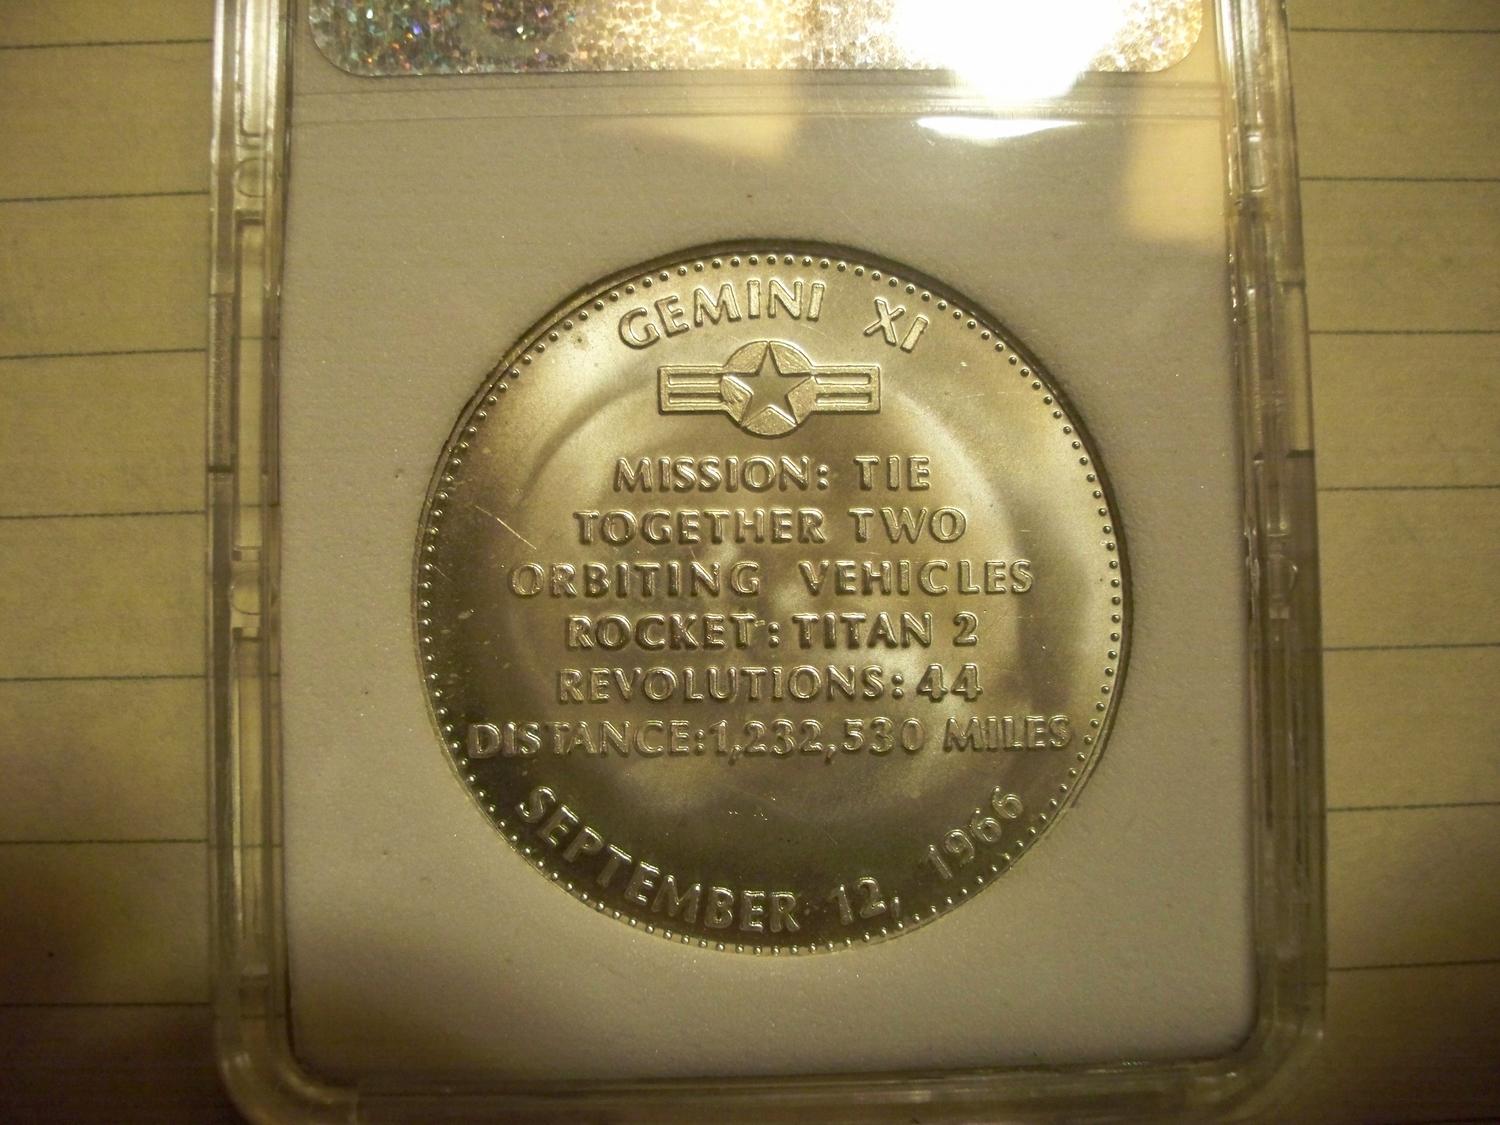 GEMINI XI
MISSION: TIE
TOGETHER TWO
ORBITING VEHICLES
ROCKET: TITAN 2
REVOLUTIONS: 44
DISTANCE:1,232,530 MILES
SEPTEMBER 12, 1966